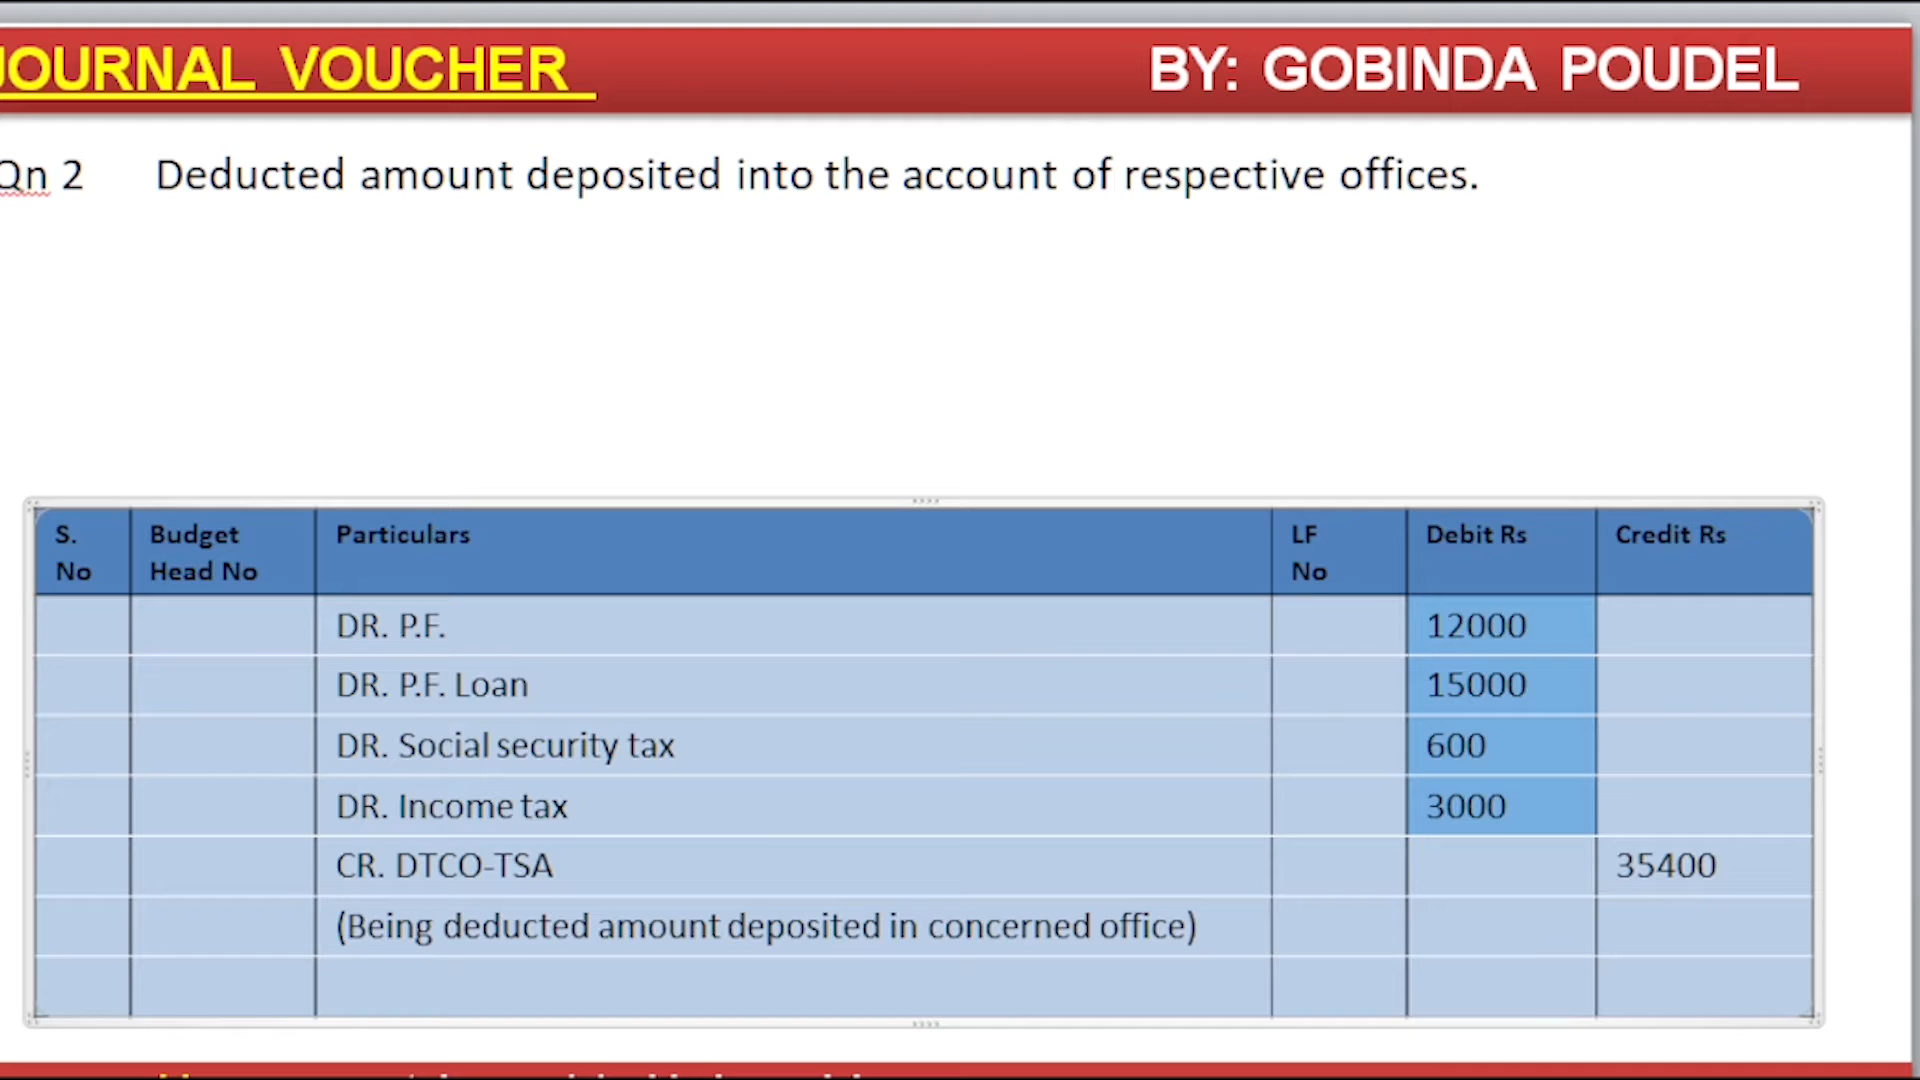 JOURNAL VOUCHER BY: GOBINDA POUDEL
Qn 2 Deducted amount deposited into the account of respective offices.
S. No Budget Head No Particulars LF No Debit Rs Credit Rs
DR. P.F. 12000
DR. P.F. Loan 15000
DR. Social security tax 600
DR. Income tax 3000
CR. DTCO-TSA 35400
(Being deducted amount deposited in concerned office)